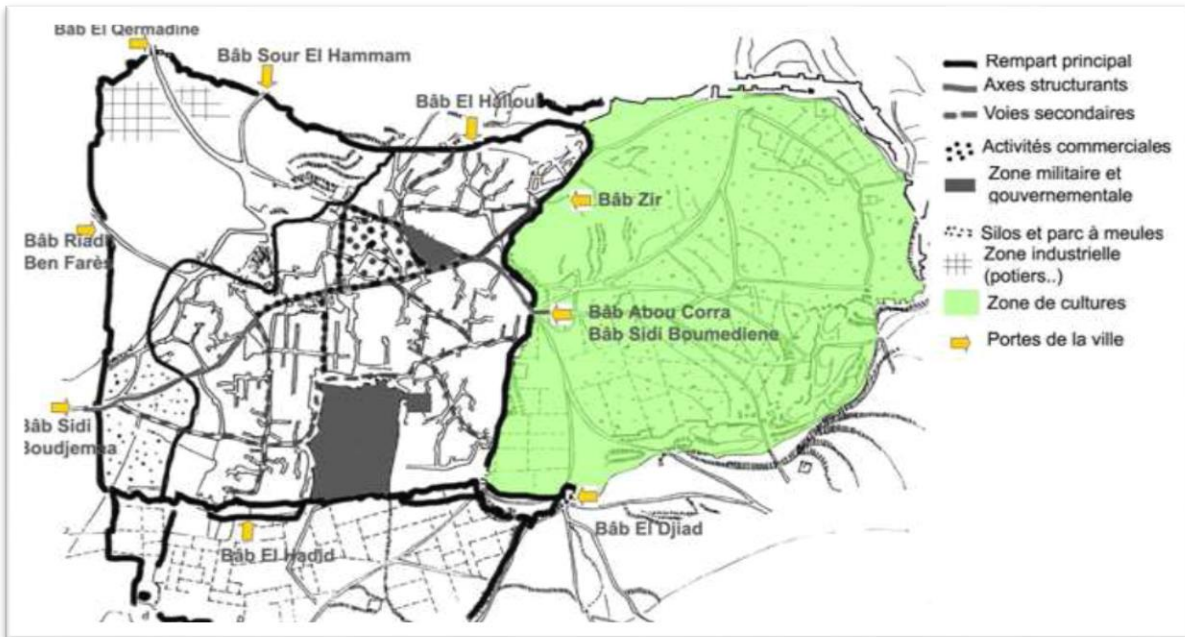 Bâb El Qermadine
Bâb Sour El Hammam
Bâb El Hallou
Bâb Zir
Bâb Riadh
Ben Farès
Bâb Abou Corra
Bâb Sidi Boumediene
Bâb Sidi
Boudjemaa
Bâb El Hadid
Bâb El Djiad
Rempart principal
Axes structurants
Voies secondaires
Activités commerciales
Zone militaire et
gouvernementale
Silos et parc à meules
Zone industrielle
(potiers..)
Zone de cultures
Portes de la ville